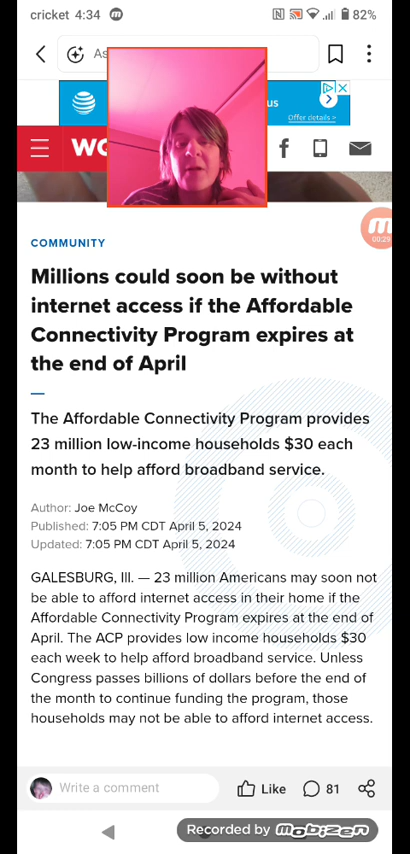 cricket 4:34 82%
As
us
Offer details >
WQ
00:29
COMMUNITY
Millions could soon be without
internet access if the Affordable
Connectivity Program expires at
the end of April
The Affordable Connectivity Program provides
23 million low-income households $30 each
month to help afford broadband service.
Author: Joe McCoy
Published: 7:05 PM CDT April 5, 2024
Updated: 7:05 PM CDT April 5, 2024
GALESBURG, Ill. — 23 million Americans may soon not
be able to afford internet access in their home if the
Affordable Connectivity Program expires at the end of
April. The ACP provides low income households $30
each week to help afford broadband service. Unless
Congress passes billions of dollars before the end of
the month to continue funding the program, those
households may not be able to afford internet access.
Write a comment Like 81
Recorded by mobizen